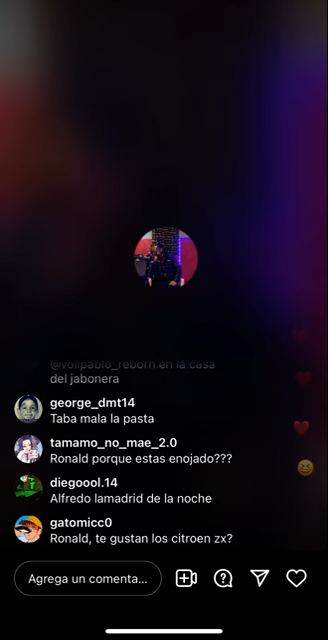 @volipablo_reborn en la casa
del jabonera
george_dmt14
Taba mala la pasta
tamamo_no_mae_2.0
Ronald porque estas enojado???
diegoool.14
Alfredo lamadrid de la noche
gatomicc0
Ronald, te gustan los citroen zx?
Agrega un comenta...